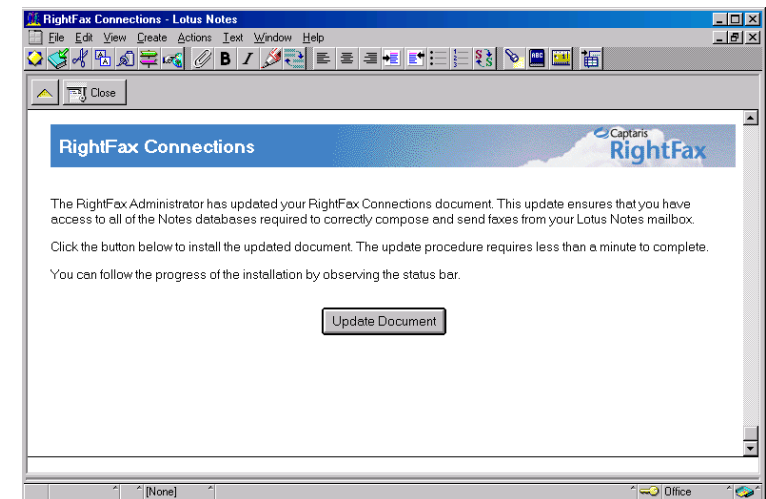 RightFax Connections - Lotus Notes
File Edit View Create Actions Text Window Help
Close
RightFax Connections
Captaris
RightFax
The RightFax Administrator has updated your RightFax Connections document. This update ensures that you have
access to all of the Notes databases required to correctly compose and send faxes from your Lotus Notes mailbox.
Click the button below to install the updated document. The update procedure requires less than a minute to complete.
You can follow the progress of the installation by observing the status bar.
Update Document
[None]
Office